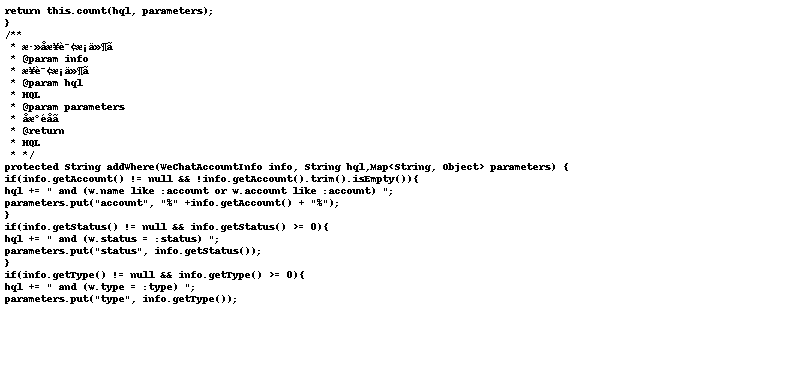 return this.count(hql, parameters);
}
/**
*
* @param info
*
* @param hql
* HQL
* @param parameters
*
* @return
* HQL
* */
protected String addWhere(WeChatAccountInfo info, String hql,Map<String, Object> parameters) {
if(info.getAccount() != null && !info.getAccount().trim().isEmpty()){
hql += " and (w.name like :account or w.account like :account) ";
parameters.put("account", "%" +info.getAccount() + "%");
}
if(info.getStatus() != null && info.getStatus() >= 0){
hql += " and (w.status = :status) ";
parameters.put("status", info.getStatus());
}
if(info.getType() != null && info.getType() >= 0){
hql += " and (w.type = :type) ";
parameters.put("type", info.getType());